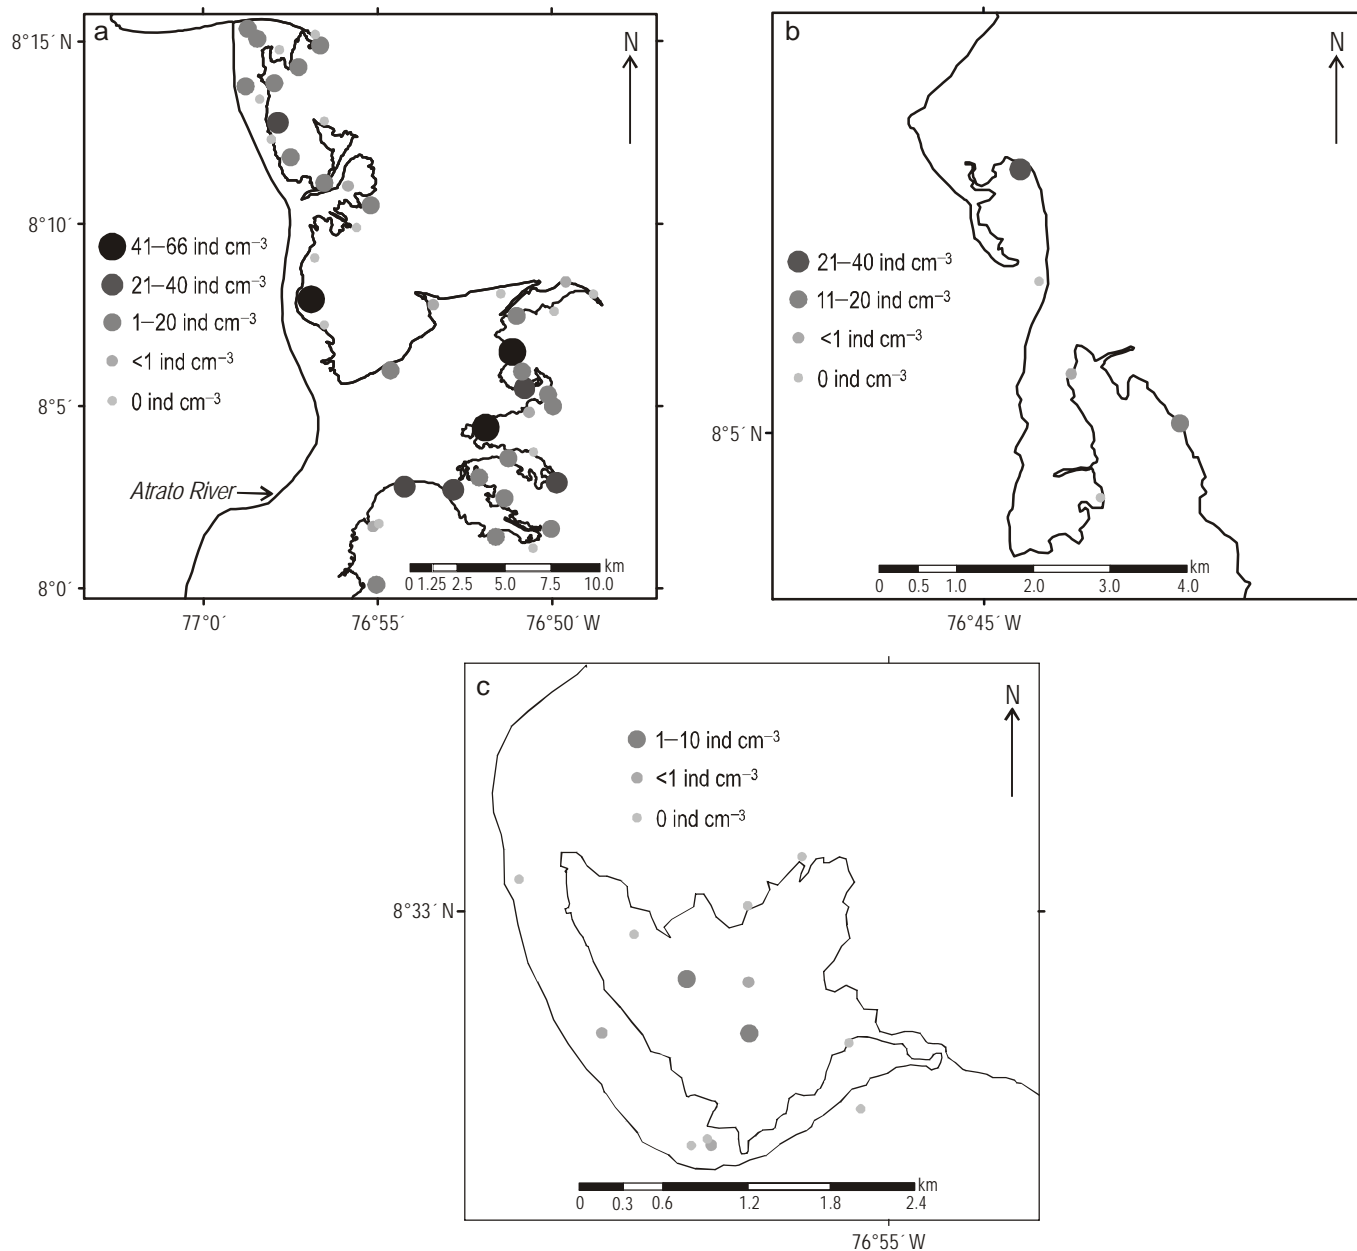 a
N
8°15´ N
8°10´
8°5´
8°0´
41–66 ind cm⁻³
21–40 ind cm⁻³
1–20 ind cm⁻³
<1 ind cm⁻³
0 ind cm⁻³
Atrato River
0 1.25 2.5 5.0 7.5 10.0 km
77°0´ 76°55´ 76°50´ W
b
N
21–40 ind cm⁻³
11–20 ind cm⁻³
<1 ind cm⁻³
0 ind cm⁻³
8°5´ N
0 0.5 1.0 2.0 3.0 4.0 km
76°45´ W
c
N
1–10 ind cm⁻³
<1 ind cm⁻³
0 ind cm⁻³
8°33´ N
0 0.3 0.6 1.2 1.8 2.4 km
76°55´ W